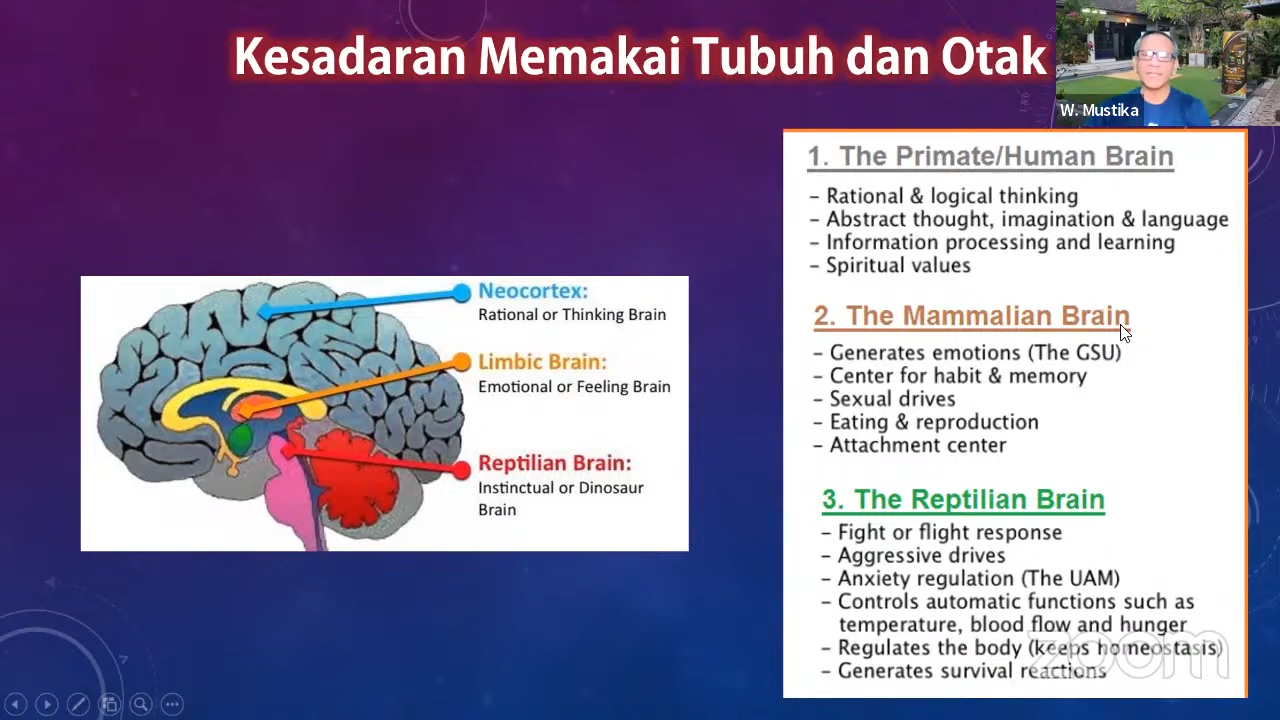 Kesadaran Memakai Tubuh dan Otak
W. Mustika
Neocortex:
Rational or Thinking Brain
Limbic Brain:
Emotional or Feeling Brain
Reptilian Brain:
Instinctual or Dinosaur
Brain
1. The Primate/Human Brain
– Rational & logical thinking
– Abstract thought, imagination & language
– Information processing and learning
– Spiritual values
2. The Mammalian Brain
– Generates emotions (The GSU)
– Center for habit & memory
– Sexual drives
– Eating & reproduction
– Attachment center
3. The Reptilian Brain
– Fight or flight response
– Aggressive drives
– Anxiety regulation (The UAM)
– Controls automatic functions such as
temperature, blood flow and hunger
– Regulates the body (keeps homeostasis)
– Generates survival reactions
zoom